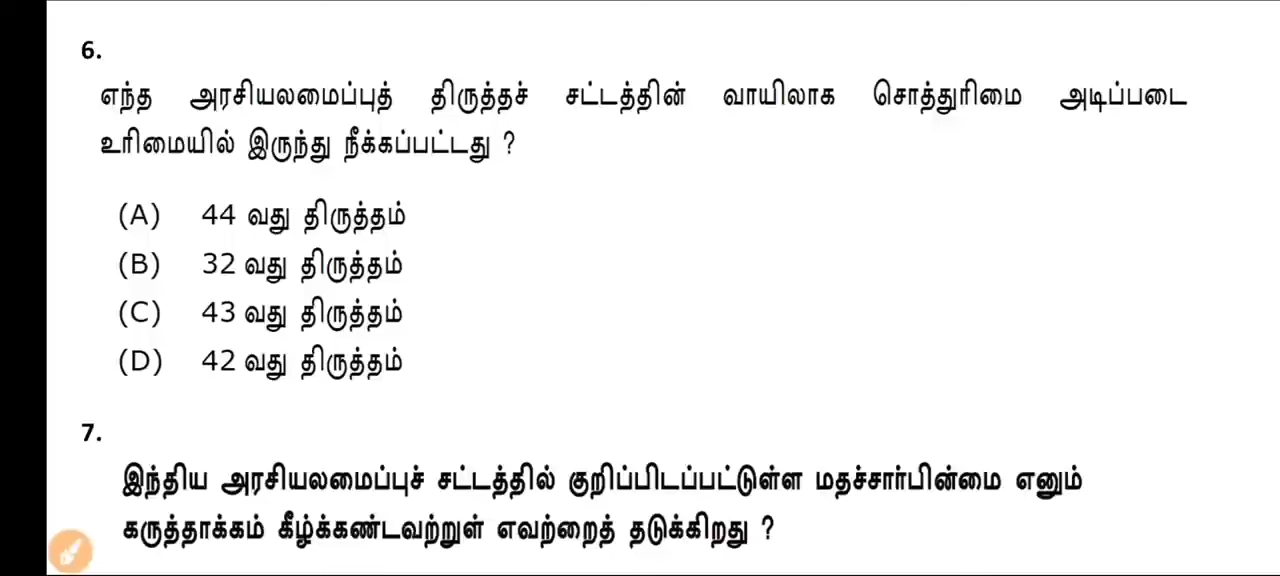 6.
எந்த அரசியலமைப்புத் திருத்தச் சட்டத்தின் வாயிலாக சொத்துரிமை அடிப்படை
உரிமையில் இருந்து நீக்கப்பட்டது ?
(A) 44 வது திருத்தம்
(B) 32 வது திருத்தம்
(C) 43 வது திருத்தம்
(D) 42 வது திருத்தம்
7.
இந்திய அரசியலமைப்புச் சட்டத்தில் குறிப்பிடப்பட்டுள்ள மதச்சார்பின்மை எனும்
கருத்தாக்கம் கீழ்க்கண்டவற்றுள் எவற்றைத் தடுக்கிறது ?